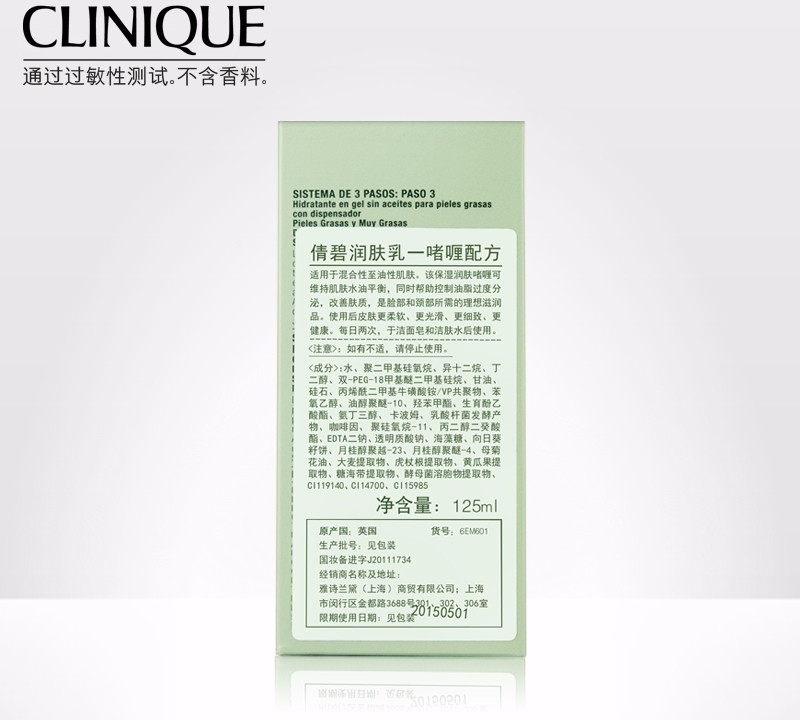 CLINIQUE
通过过敏性测试。不含香料。
SISTEMA DE 3 PASOS: PASO 3
Hidratante en gel sin aceites para pieles grasas
con dispensador
Pieles Grasas y Muy Grasas
倩碧润肤乳一啫喱配方
适用于混合性至油性肌肤。该保湿润肤啫喱可
维持肌肤水油平衡,同时帮助控制油脂过度分
泌,改善肤质,是脸部和颈部所需的理想滋润
品。使用后皮肤更柔软、更光滑、更细致、更
健康。每日两次,于洁面皂和洁肤水后使用。
<注意>:如有不适,请停止使用。
<成分>:水、聚二甲基硅氧烷、异十二烷、丁
二醇、双-PEG-18甲基醚二甲基硅烷、甘油、
硅石、丙烯酰二甲基牛磺酸铵/VP共聚物、苯
氧乙醇、油醇聚醚-10、羟苯甲酯、生育酚乙
酸酯、氨丁三醇、卡波姆、乳酸杆菌发酵产
物、咖啡因、聚硅氧烷-11、丙二醇二癸酸
酯、EDTA二钠、透明质酸钠、海藻糖、向日葵
籽饼、月桂醇聚越-23、月桂醇聚醚-4、母菊
花油、大麦提取物、虎杖根提取物、黄瓜果提
取物、糖海带提取物、酵母菌溶胞物提取物、
CI119140、CI14700、CI15985
净含量:125ml
原产国:英国 货号:6EM601
生产批号:见包装
国妆备进字J20111734
经销商名称及地址:
雅诗兰黛(上海)商贸有限公司;上海
市闵行区金都路3688号301、302、306室
限期使用日期:见包装
20150501